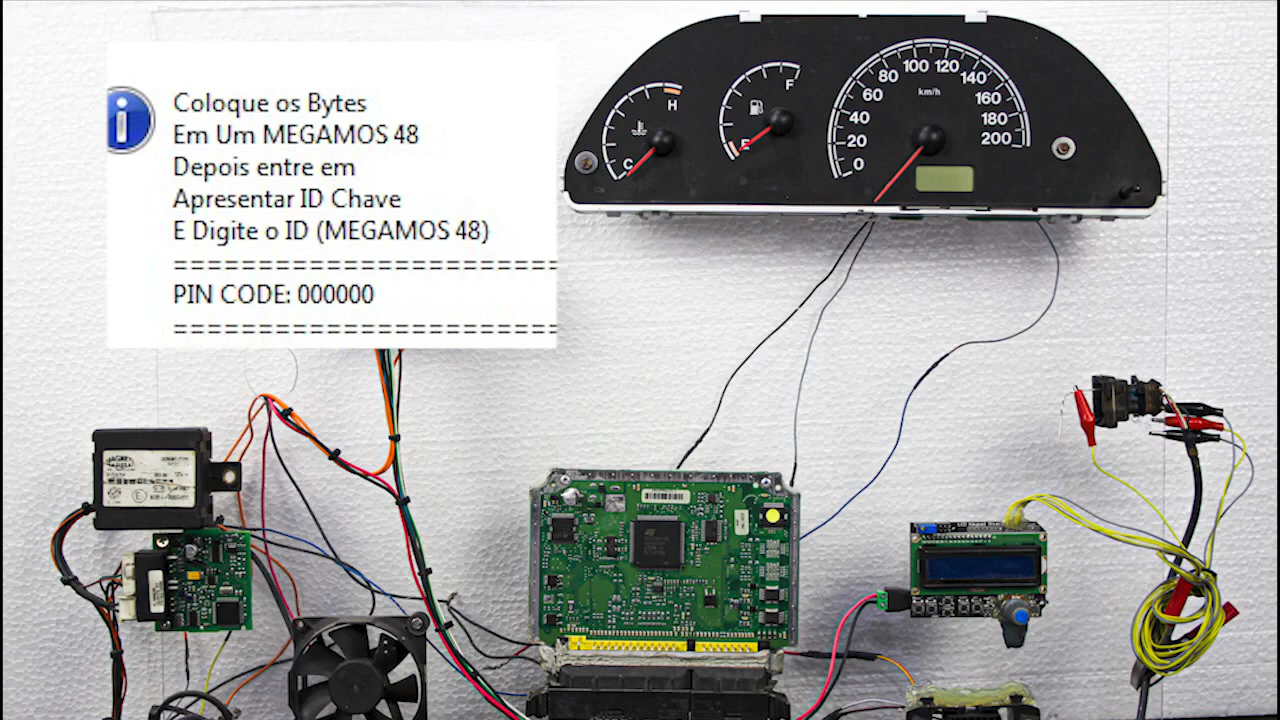 Coloque os Bytes
Em Um MEGAMOS 48
Depois entre em
Apresentar ID Chave
E Digite o ID (MEGAMOS 48)
=======================
PIN CODE: 000000
=======================
H
C
F
E
km/h
0
20
40
60
80
100
120
140
160
180
200